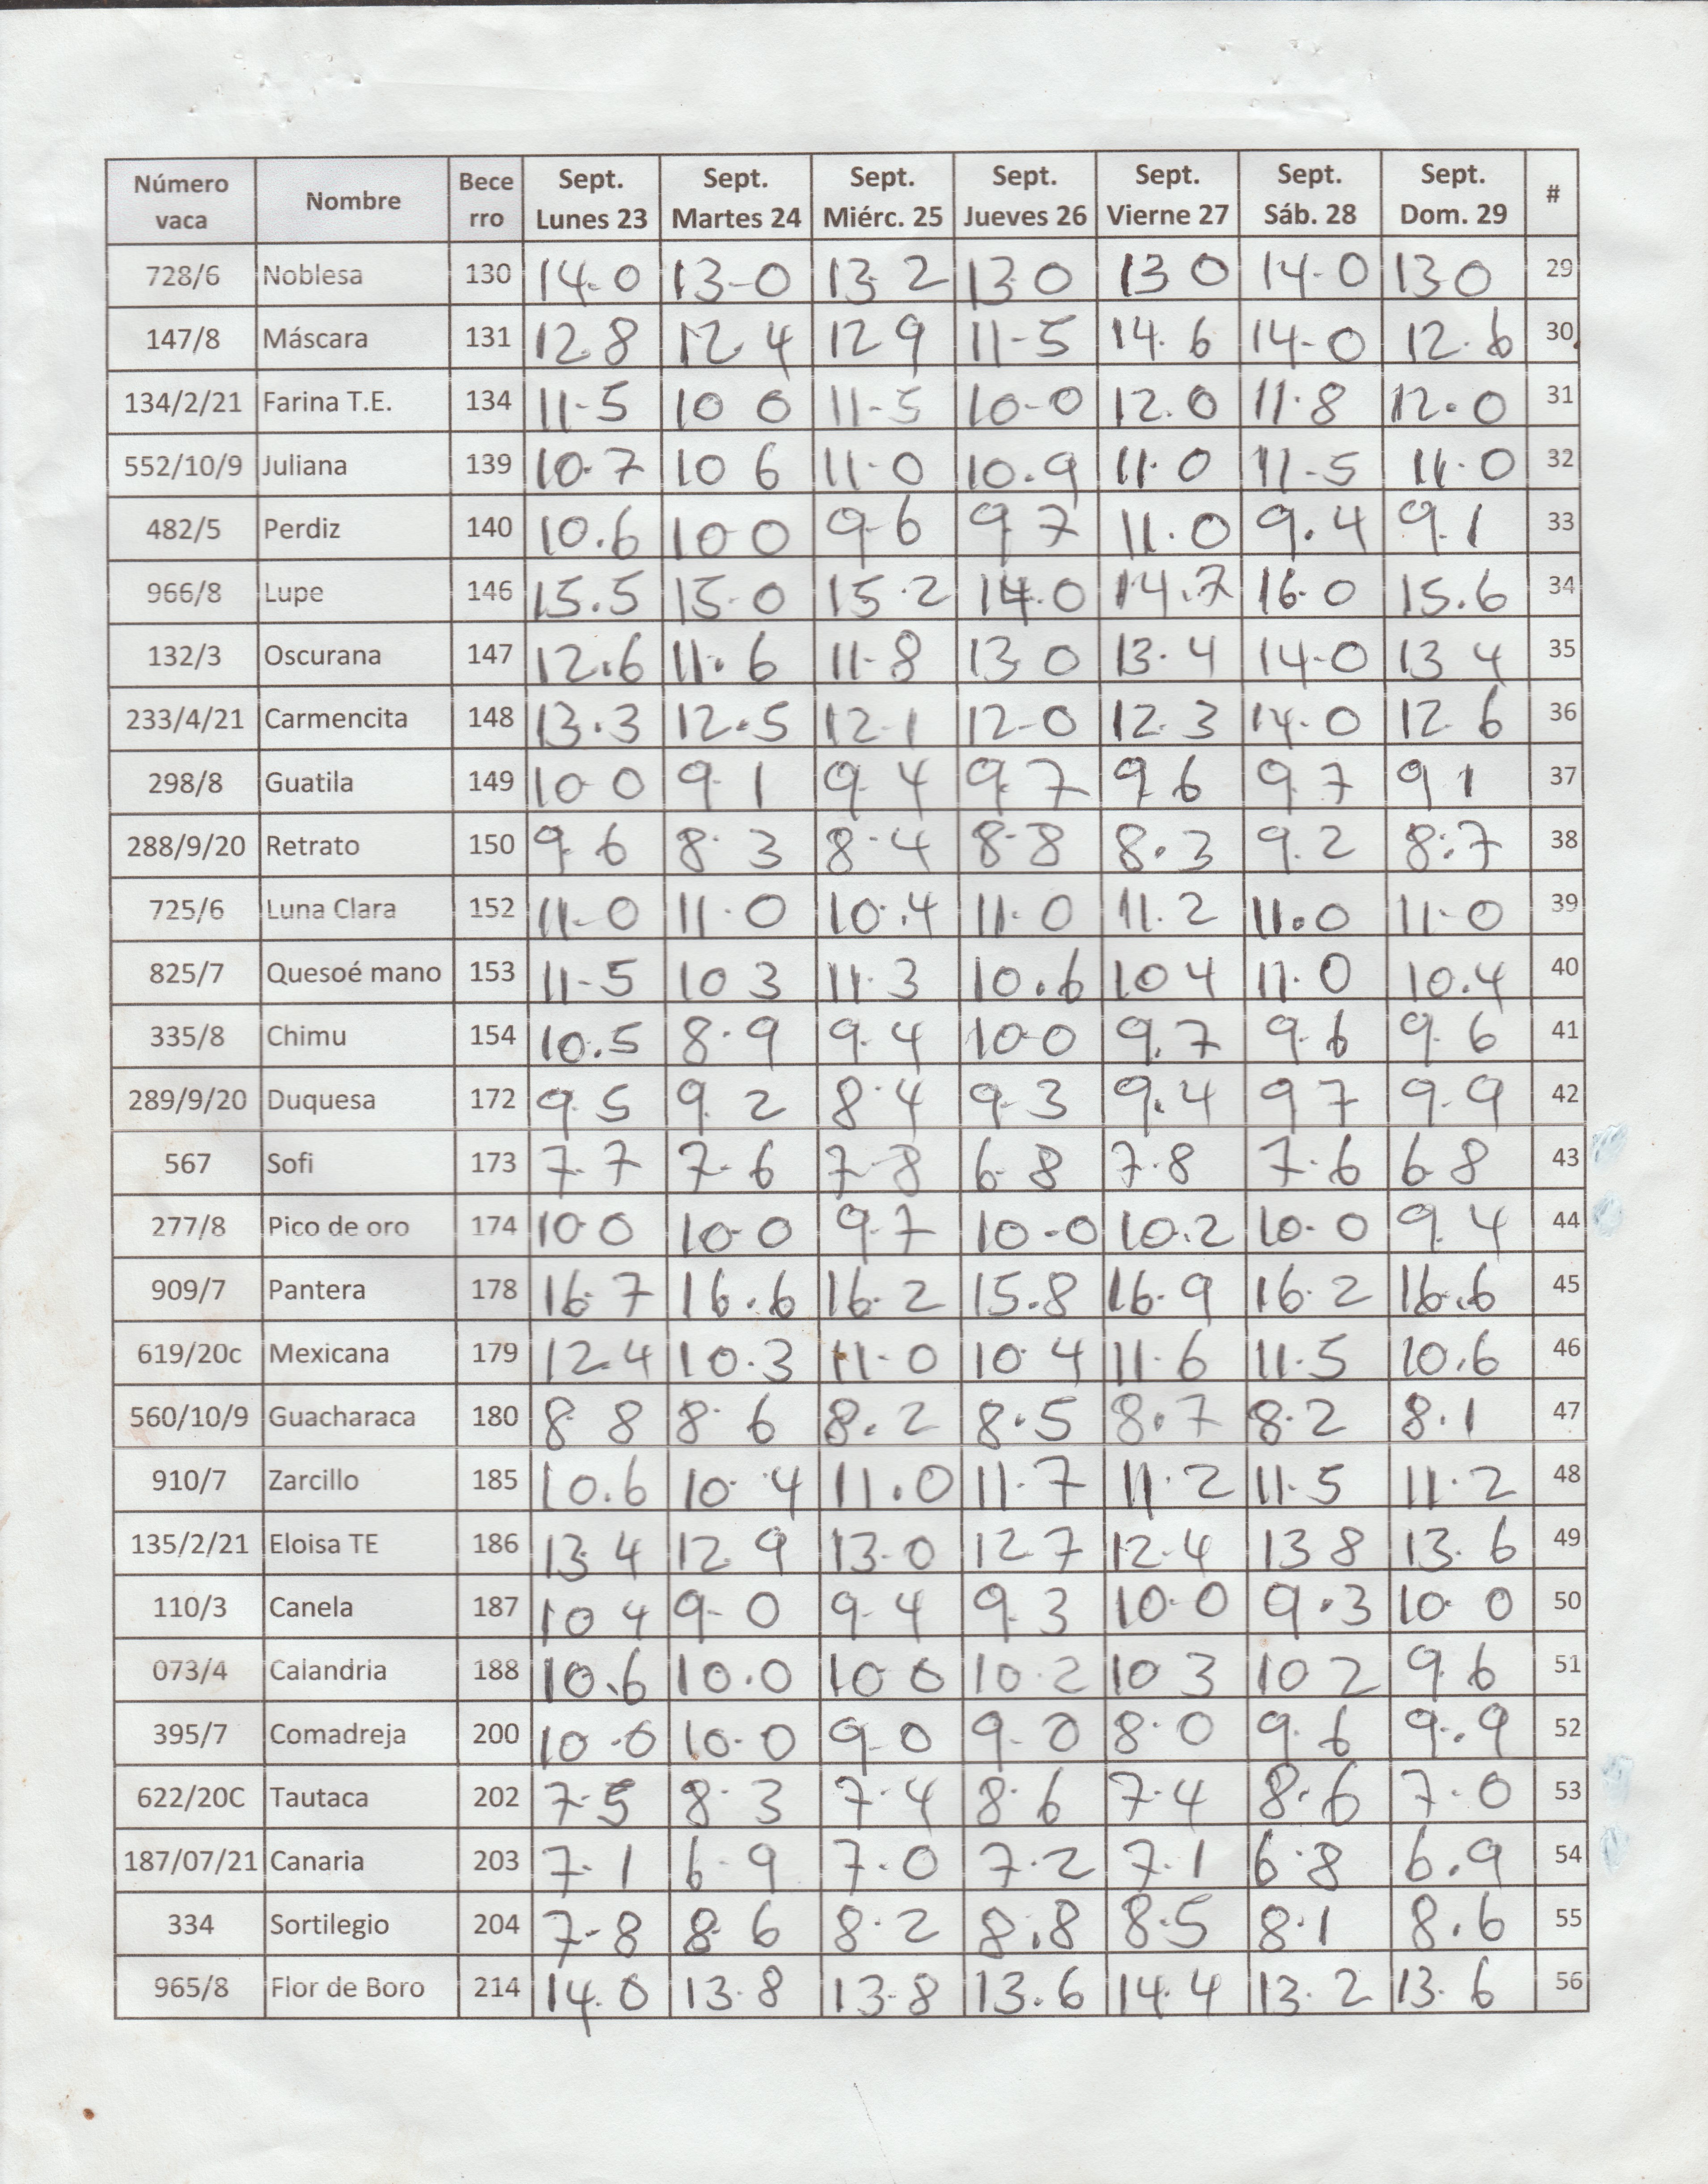 Número vaca Nombre Bece rro Sept. Lunes 23 Sept. Martes 24 Sept. Miérc. 25 Sept. Jueves 26 Sept. Vierne 27 Sept. Sáb. 28 Sept. Dom. 29 #
728/6 Noblesa 130 14.0 13-0 13.2 13.0 13 0 14-0 13 0 29
147/8 Máscara 131 12.8 12.4 12 9 11-5 14.6 14-0 12.6 30
134/2/21 Farina T.E. 134 11-5 10 0 11-5 10-0 12.0 11.8 12.0 31
552/10/9 Juliana 139 10.7 10 6 11.0 10.9 11.0 11-5 11.0 32
482/5 Perdiz 140 10.6 10 0 9-6 9.7 11.0 9.4 9.1 33
966/8 Lupe 146 15.5 15.0 15.2 14.0 14.7 16.0 15.6 34
132/3 Oscurana 147 12.6 11.6 11-8 13 0 13.4 14-0 13 4 35
233/4/21 Carmencita 148 13.3 12.5 12-1 12-0 12.3 14.0 12 6 36
298/8 Guatila 149 10 0 9.1 9.4 9.7 9.6 9.7 9 1 37
288/9/20 Retrato 150 9.6 8.3 8.4 8-8 8.3 9.2 8.7 38
725/6 Luna Clara 152 11-0 11.0 10.4 11.0 11.2 11.0 11-0 39
825/7 Quesoé mano 153 11-5 10 3 11.3 10.6 10 4 11.0 10.4 40
335/8 Chimu 154 10.5 8.9 9.4 10-0 9.7 9.6 9.6 41
289/9/20 Duquesa 172 9.5 9.2 8.4 9-3 9.4 9 7 9-9 42
567 Sofi 173 7.7 7-6 7-8 6-8 7.8 7.6 6 8 43
277/8 Pico de oro 174 10-0 10-0 9.7 10.0 10.2 10.0 9.4 44
909/7 Pantera 178 16.7 16.6 16.2 15.8 16.9 16.2 16.6 45
619/20c Mexicana 179 12.4 10.3 11-0 10 4 11.6 11.5 10.6 46
560/10/9 Guacharaca 180 8 8 8.6 8.2 8.5 8.7 8.2 8.1 47
910/7 Zarcillo 185 10.6 10.4 11.0 11.7 11.2 11.5 11.2 48
135/2/21 Eloisa TE 186 13.4 12.9 13.0 12 7 12.4 13 8 13.6 49
110/3 Canela 187 10 4 9-0 9-4 9.3 10-0 9.3 10.0 50
073/4 Calandria 188 10.6 10.0 10 0 10.2 10 3 10 2 9.6 51
395/7 Comadreja 200 10.0 10.0 9-0 9-0 8.0 9.6 9.9 52
622/20C Tautaca 202 7.5 8.3 7.4 8.6 7.4 8.6 7.0 53
187/07/21 Canaria 203 7.1 6-9 7.0 7.2 7.1 6.8 6.9 54
334 Sortilegio 204 7-8 8 6 8.2 8.8 8.5 8.1 8.6 55
965/8 Flor de Boro 214 14.0 13.8 13-8 13.6 14.4 13.2 13.6 56